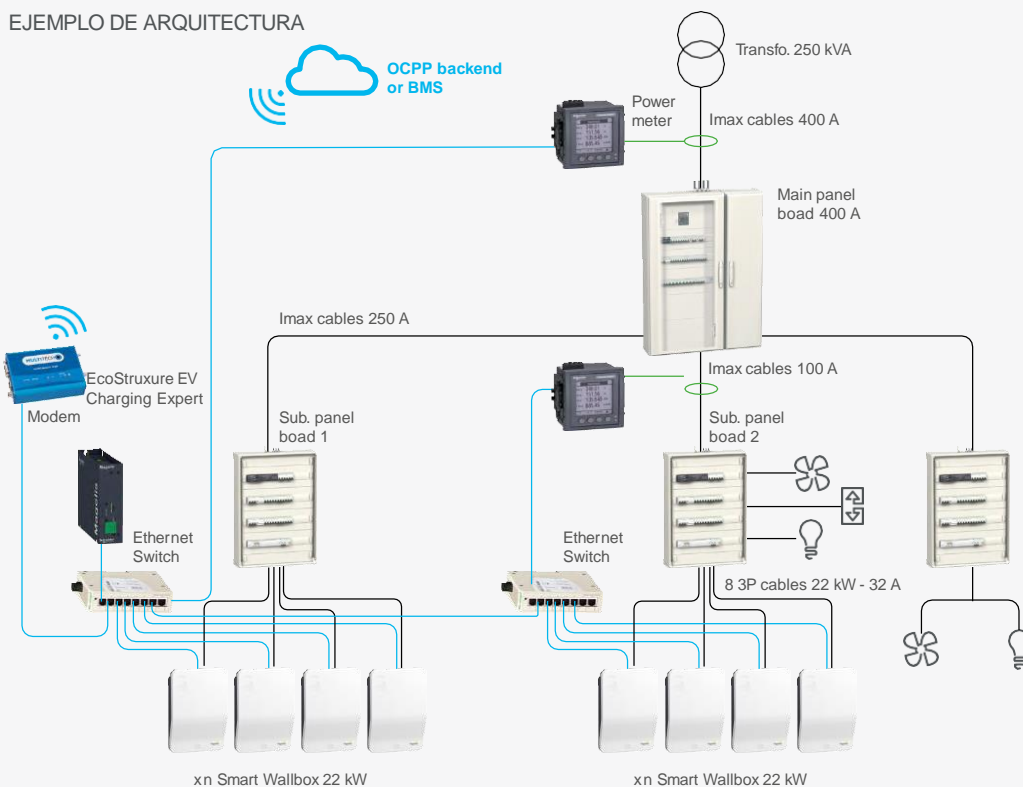 EJEMPLO DE ARQUITECTURA
OCPP backend
or BMS
Transfo. 250 kVA
Power
meter
Imax cables 400 A
Main panel
boad 400 A
Imax cables 250 A
Imax cables 100 A
MULTITECH
EcoStruxure EV
Charging Expert
Modem
Sub. panel
boad 1
Sub. panel
boad 2
Magelis
Ethernet
Switch
Ethernet
Switch
8 3P cables 22 kW - 32 A
xn Smart Wallbox 22 kW
xn Smart Wallbox 22 kW